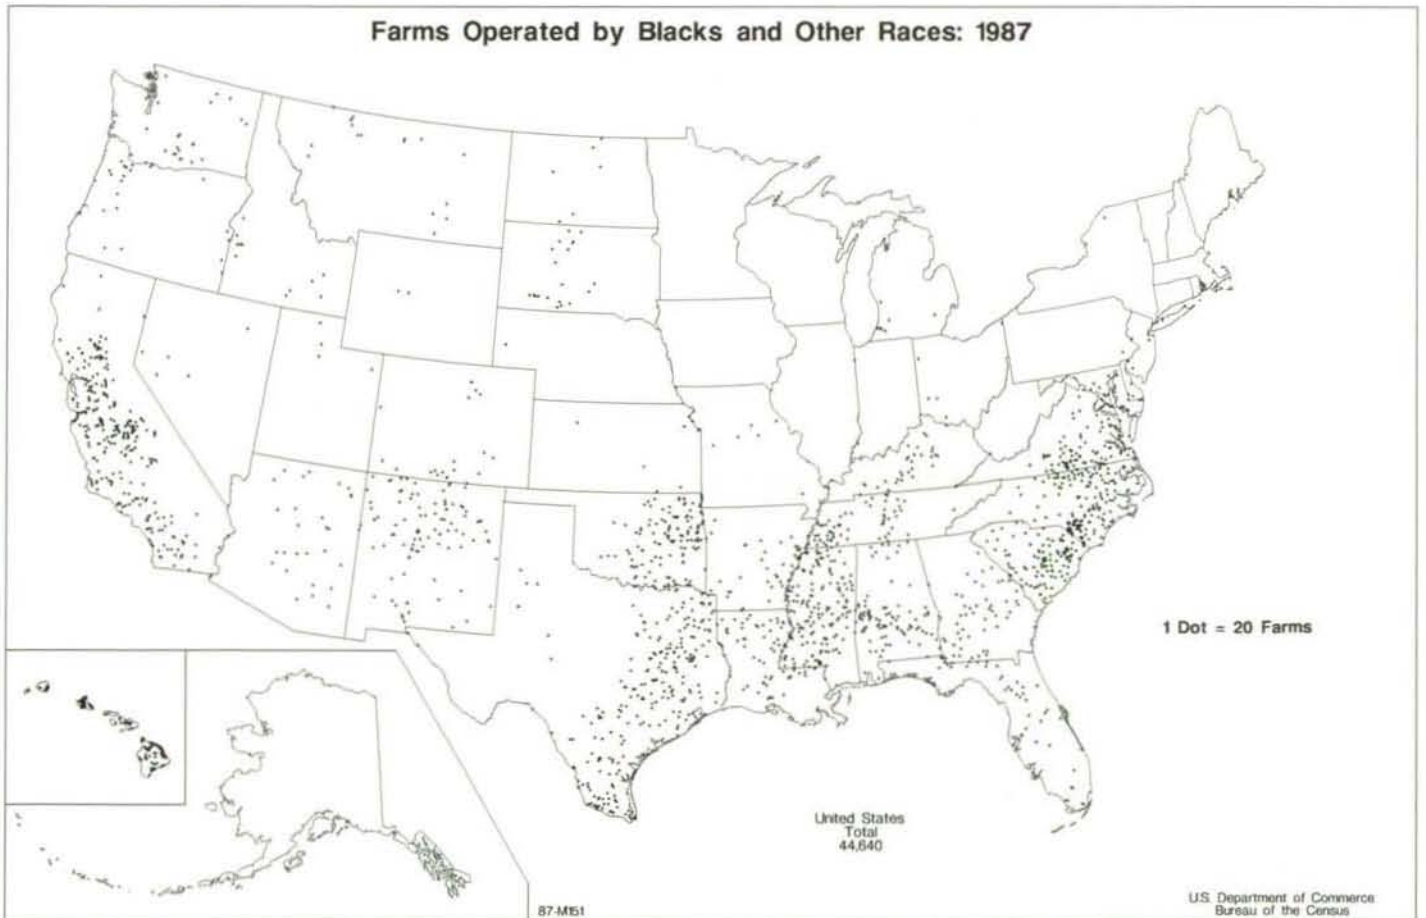 Farms Operated by Blacks and Other Races: 1987
1 Dot = 20 Farms
United States
Total
44,640
87-M151
U.S. Department of Commerce
Bureau of the Census